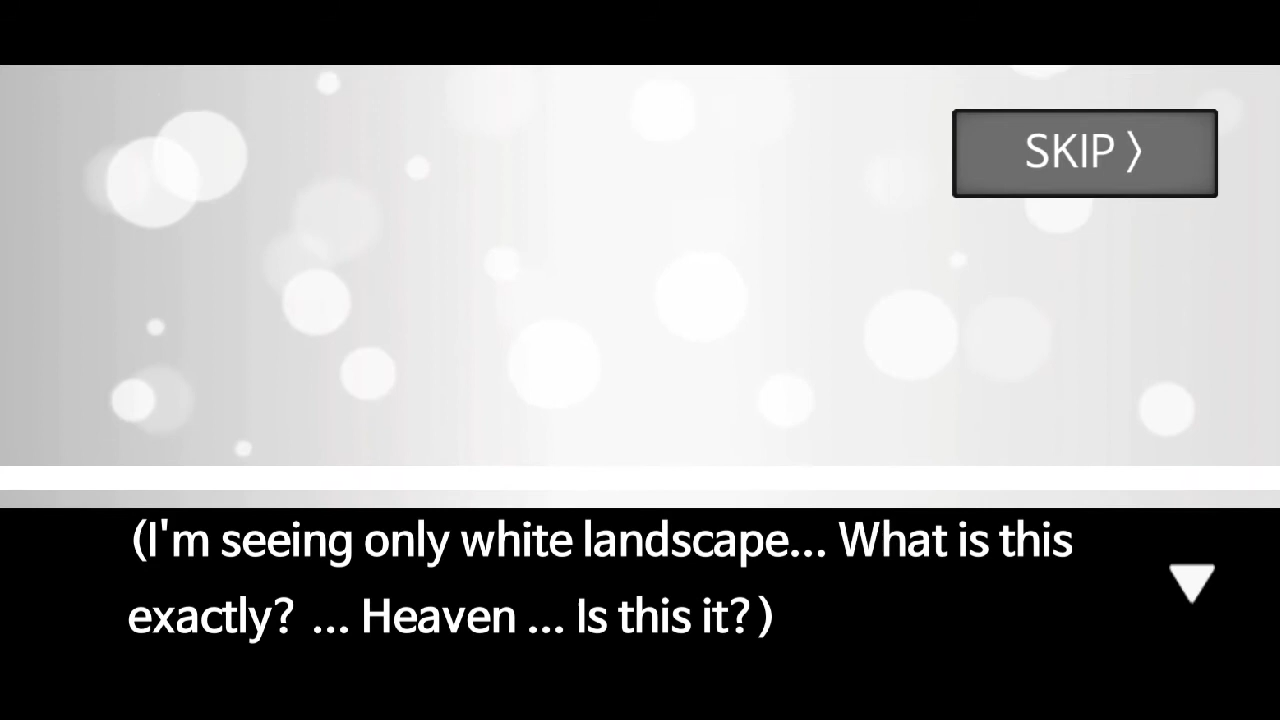 SKIP 〉
(I'm seeing only white landscape... What is this
exactly? ... Heaven ... Is this it?)